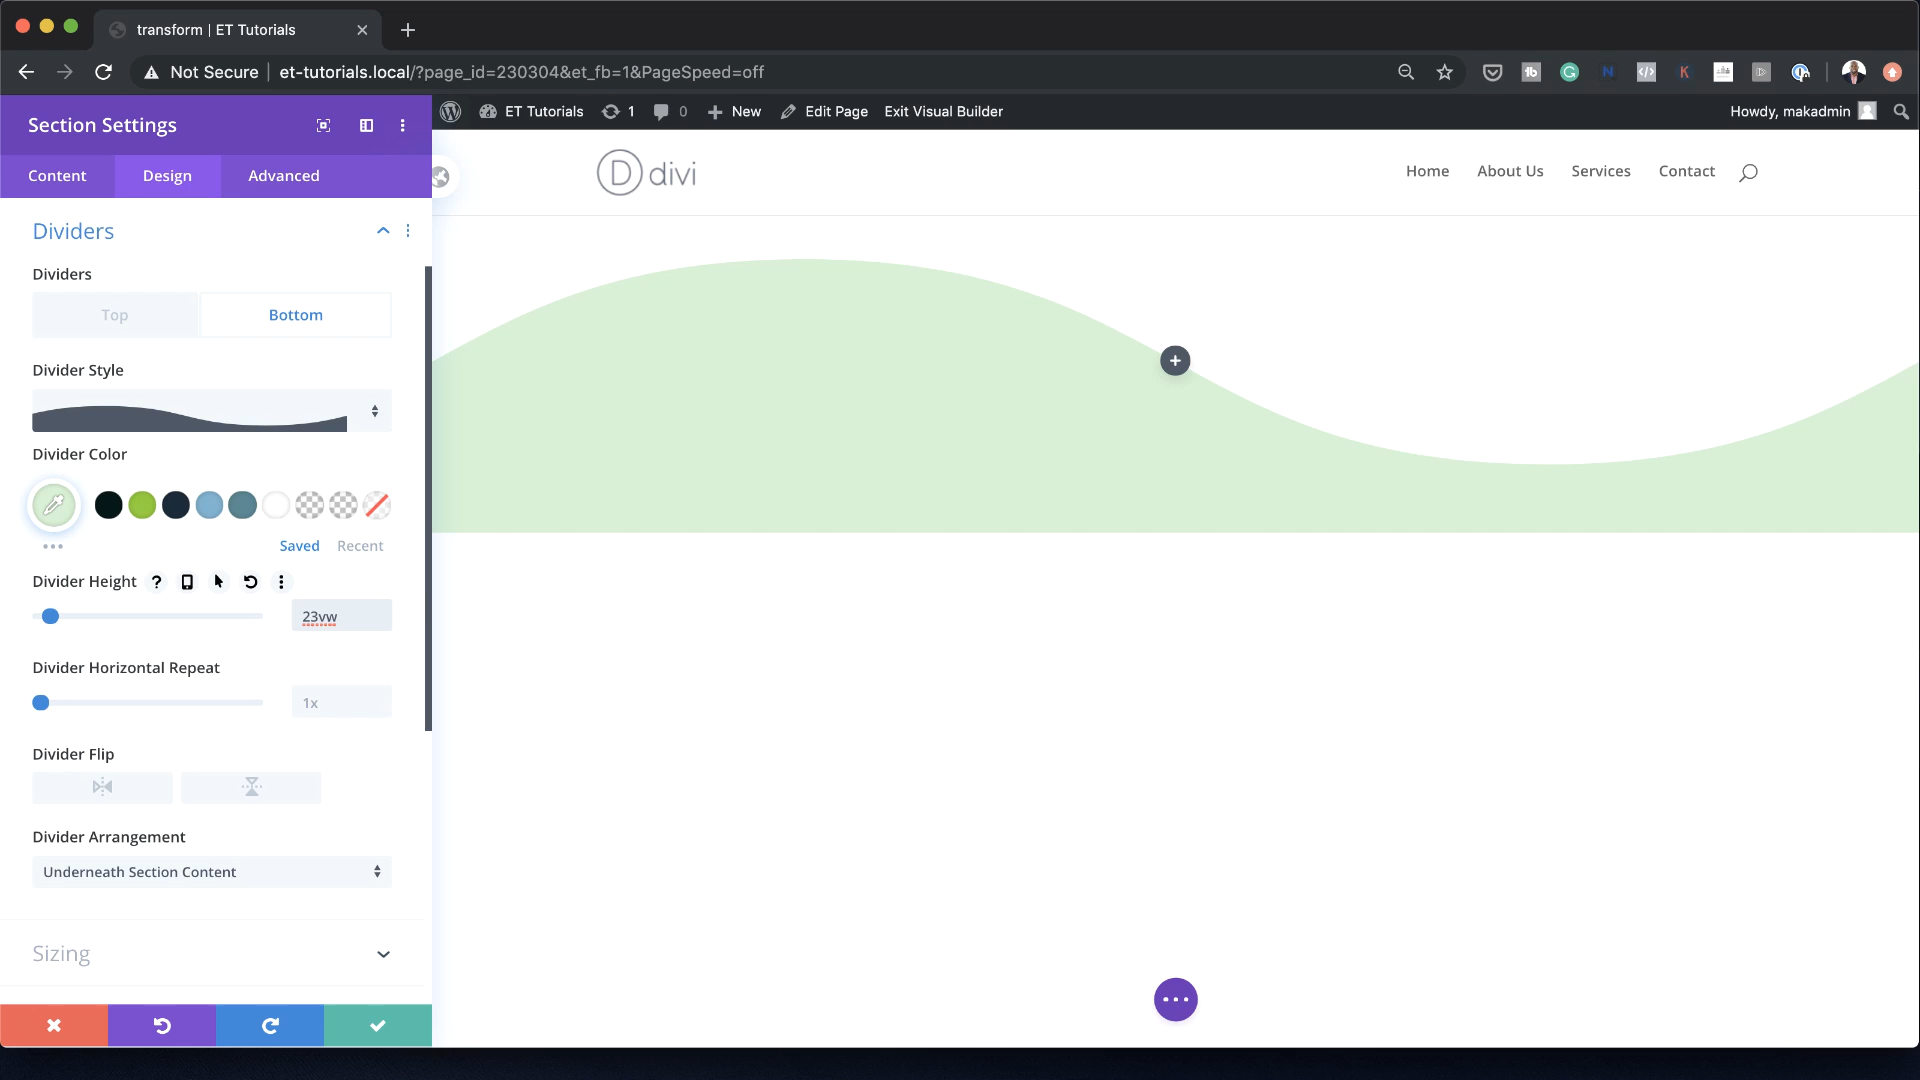 transform | ET Tutorials
Not Secure | et-tutorials.local/?page_id=230304&et_fb=1&PageSpeed=off
ET Tutorials 1 0 New Edit Page Exit Visual Builder Howdy, makadmin
Section Settings
Content Design Advanced
divi
Home About Us Services Contact
Dividers
Dividers
Top Bottom
Divider Style
Divider Color
Saved Recent
Divider Height
23vw
Divider Horizontal Repeat
1x
Divider Flip
Divider Arrangement
Underneath Section Content
Sizing